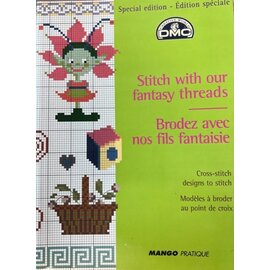 Special edition - Édition spéciale
DMC
Stitch with our
fantasy threads
Brodez avec
nos fils fantaisie
Cross-stitch
designs to stitch
Modèles à broder
au point de croix
MANGO PRATIQUE